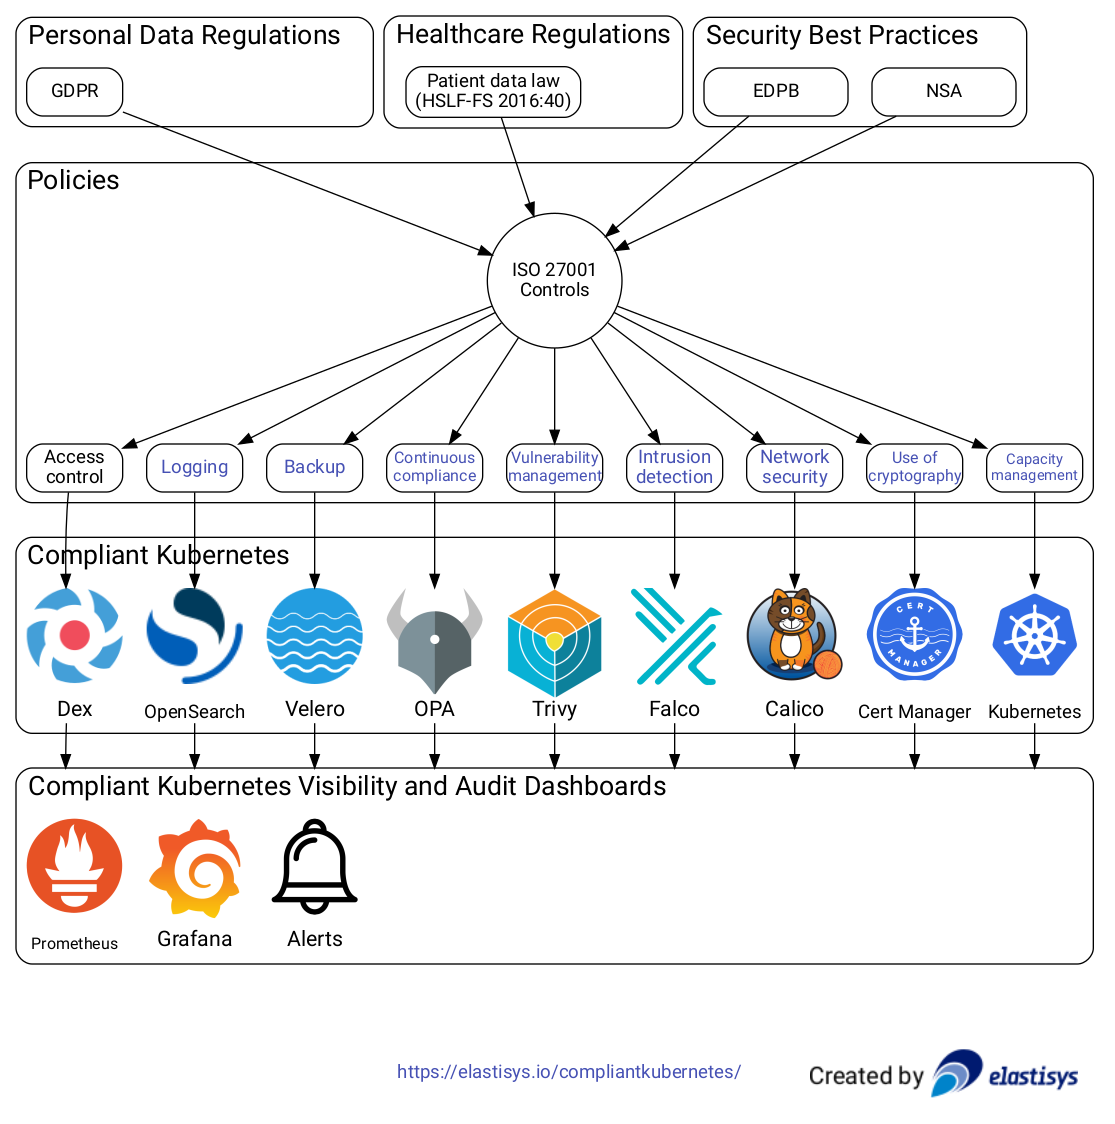 Personal Data Regulations
GDPR
Healthcare Regulations
Patient data law
(HSLF-FS 2016:40)
Security Best Practices
EDPB
NSA
Policies
ISO 27001
Controls
Access
control
Logging
Backup
Continuous
compliance
Vulnerability
management
Intrusion
detection
Network
security
Use of
cryptography
Capacity
management
Compliant Kubernetes
CERT
MANAGER
Dex
OpenSearch
Velero
OPA
Trivy
Falco
Calico
Cert Manager
Kubernetes
Compliant Kubernetes Visibility and Audit Dashboards
Prometheus
Grafana
Alerts
https://elastisys.io/compliantkubernetes/
Created by elastisys